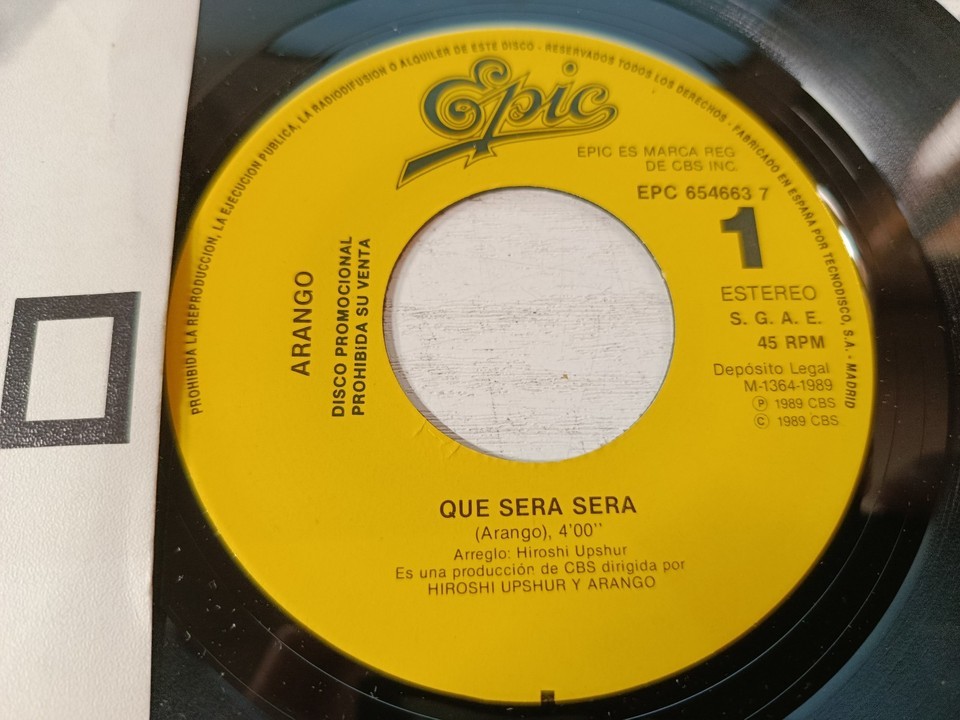 PROHIBIDA LA REPRODUCCION, LA EJECUCION PUBLICA, LA RADIODIFUSION O ALQUILER DE ESTE DISCO - RESERVADOS TODOS LOS DERECHOS - FABRICADO EN ESPAÑA POR TECNODISCO, S.A. - MADRID
Epic
EPIC ES MARCA REG
DE CBS INC.
EPC 654663 7
1
ESTEREO
S. G. A. E.
45 RPM
Depósito Legal
M-1364-1989
Ⓟ 1989 CBS
© 1989 CBS
ARANGO
DISCO PROMOCIONAL
PROHIBIDA SU VENTA
QUE SERA SERA
(Arango), 4'00''
Arreglo: Hiroshi Upshur
Es una producción de CBS dirigida por
HIROSHI UPSHUR Y ARANGO